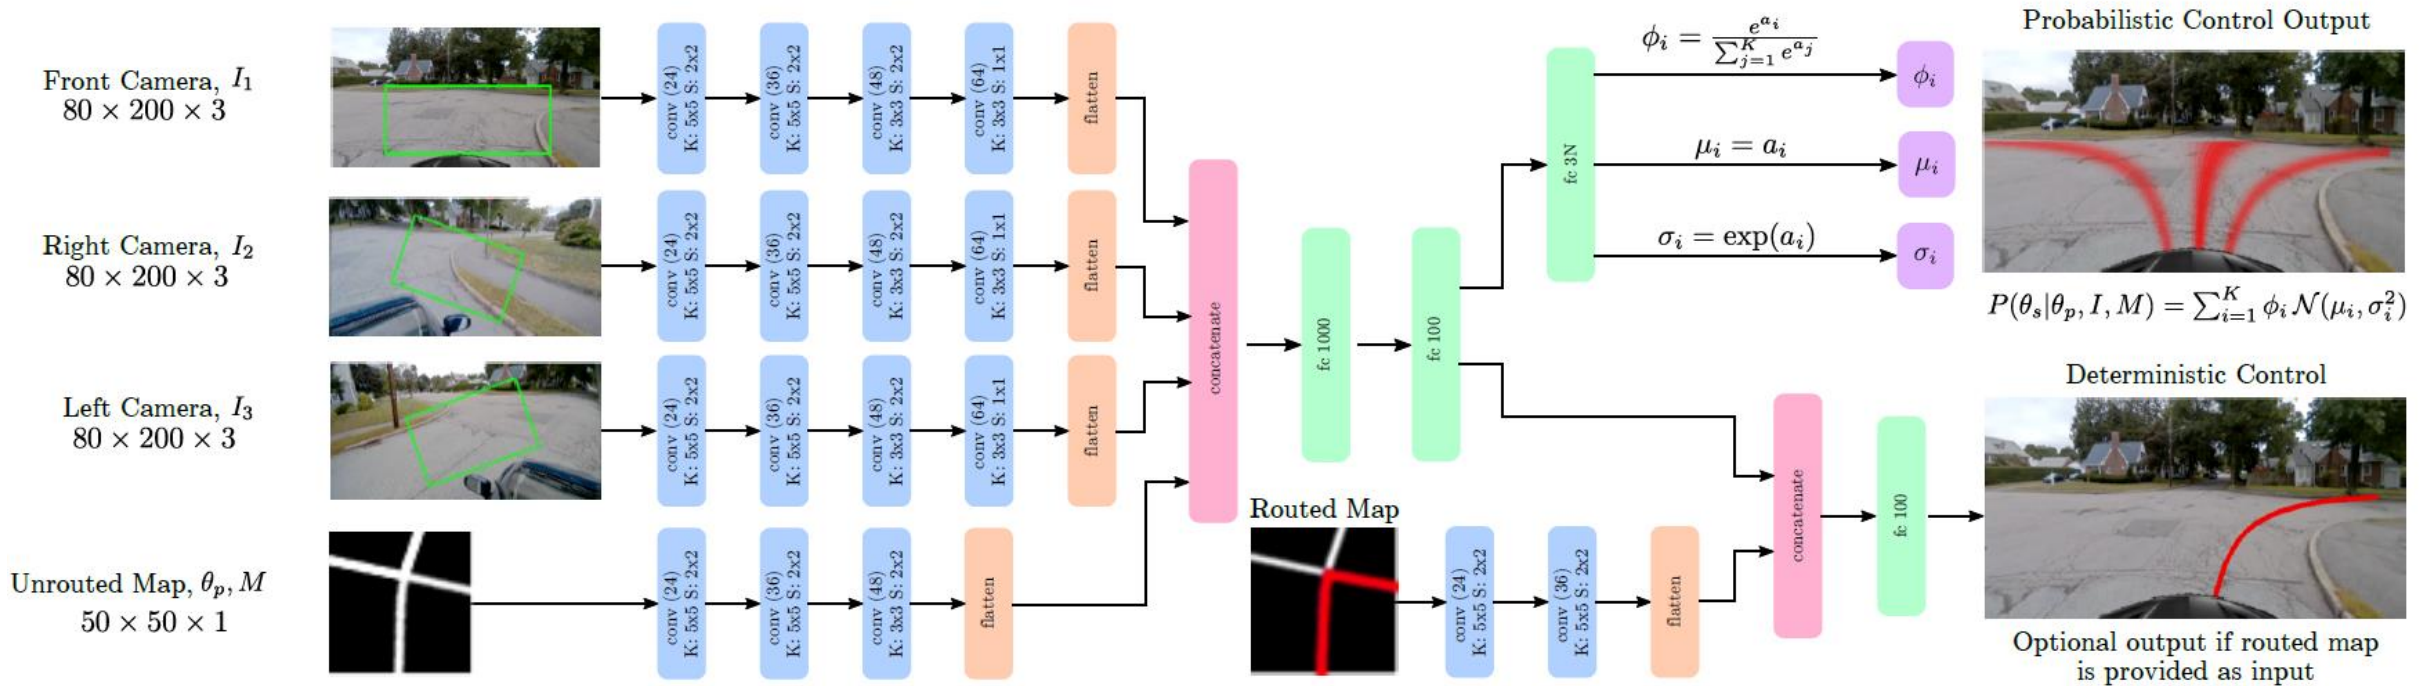 Front Camera, I₁
80 × 200 × 3
conv (24)
K: 5x5 S: 2x2
conv (36)
K: 5x5 S: 2x2
conv (48)
K: 3x3 S: 2x2
conv (64)
K: 3x3 S: 1x1
flatten
Right Camera, I₂
80 × 200 × 3
conv (24)
K: 5x5 S: 2x2
conv (36)
K: 5x5 S: 2x2
conv (48)
K: 3x3 S: 2x2
conv (64)
K: 3x3 S: 1x1
flatten
Left Camera, I₃
80 × 200 × 3
conv (24)
K: 5x5 S: 2x2
conv (36)
K: 5x5 S: 2x2
conv (48)
K: 3x3 S: 2x2
conv (64)
K: 3x3 S: 1x1
flatten
Unrouted Map, θₚ, M
50 × 50 × 1
conv (24)
K: 5x5 S: 2x2
conv (36)
K: 5x5 S: 2x2
conv (48)
K: 3x3 S: 2x2
flatten
concatenate
fc 1000
fc 100
fc 3N
ϕᵢ = e^{aᵢ} / ∑_{j=1}^{K} e^{aⱼ}
ϕᵢ
μᵢ = aᵢ
μᵢ
σᵢ = exp(aᵢ)
σᵢ
Probabilistic Control Output
P(θₛ|θₚ, I, M) = ∑_{i=1}^{K} ϕᵢ 𝒩(μᵢ, σᵢ²)
Routed Map
conv (24)
K: 5x5 S: 2x2
conv (36)
K: 5x5 S: 2x2
flatten
concatenate
fc 100
Deterministic Control
Optional output if routed map
is provided as input